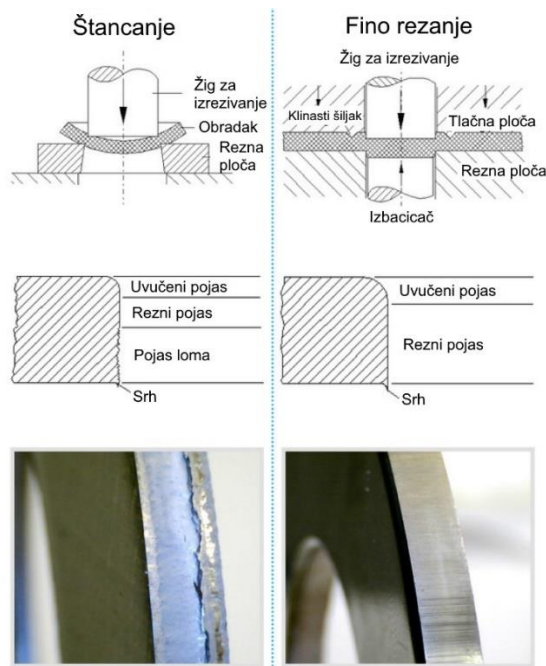 Štancanje
Žig za
izrezivanje
Obradak
Rezna
ploča
Uvučeni pojas
Rezni pojas
Pojas loma
Srh
Fino rezanje
Žig za izrezivanje
Klinasti šiljak
Tlačna ploča
Rezna ploča
Izbacicač
Uvučeni pojas
Rezni pojas
Srh